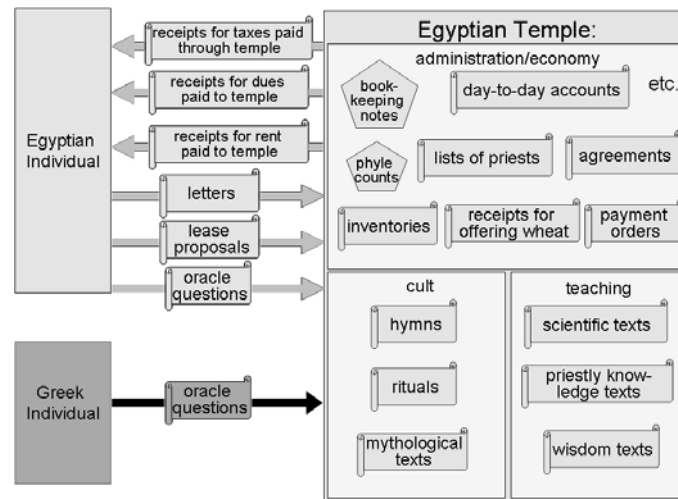 Egyptian
Individual
receipts for taxes paid
through temple
receipts for dues
paid to temple
receipts for rent
paid to temple
letters
lease
proposals
oracle
questions
Greek
Individual
oracle
questions
Egyptian Temple:
administration/economy
book-
keeping
notes
day-to-day accounts
etc.
phyle
counts
lists of priests
agreements
inventories
receipts for
offering wheat
payment
orders
cult
hymns
rituals
mythological
texts
teaching
scientific texts
priestly know-
ledge texts
wisdom texts